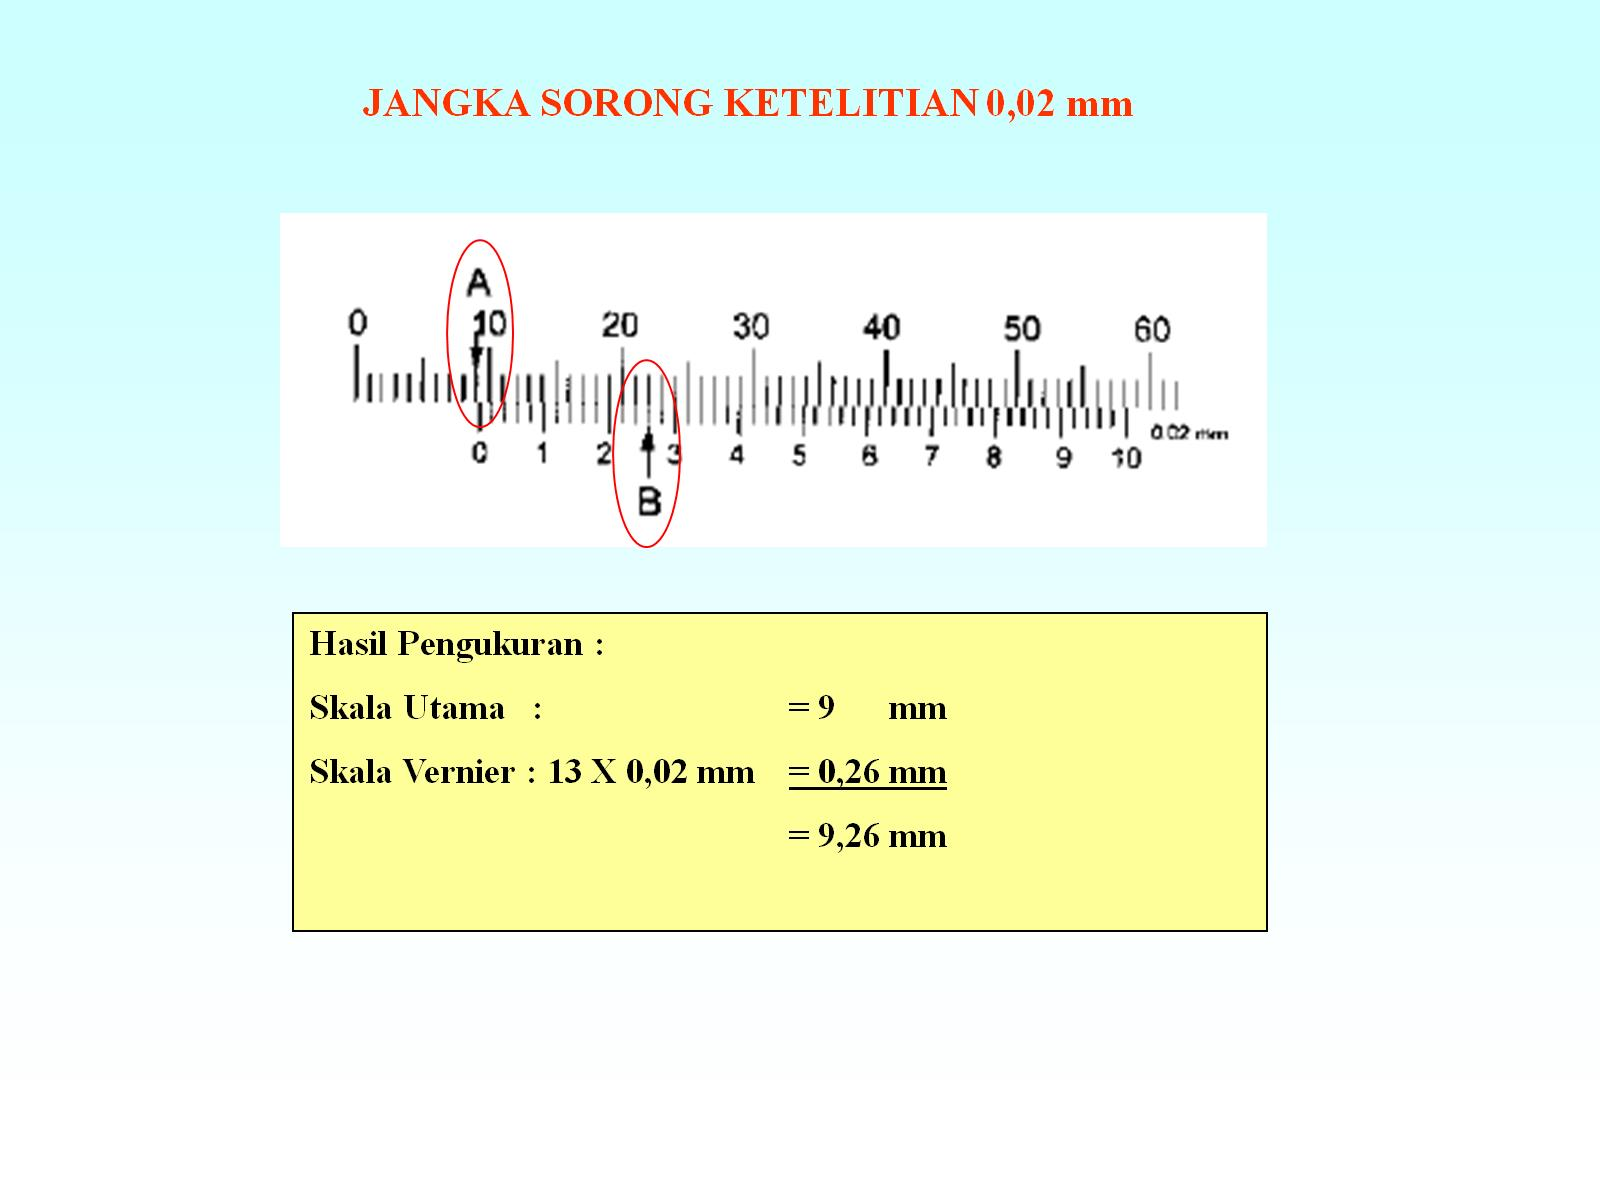 JANGKA SORONG KETELITIAN 0,02 mm
A
0 10 20 30 40 50 60
0 1 2 3 4 5 6 7 8 9 10 0.02 mm
B
Hasil Pengukuran :
Skala Utama : = 9 mm
Skala Vernier : 13 X 0,02 mm = 0,26 mm
= 9,26 mm